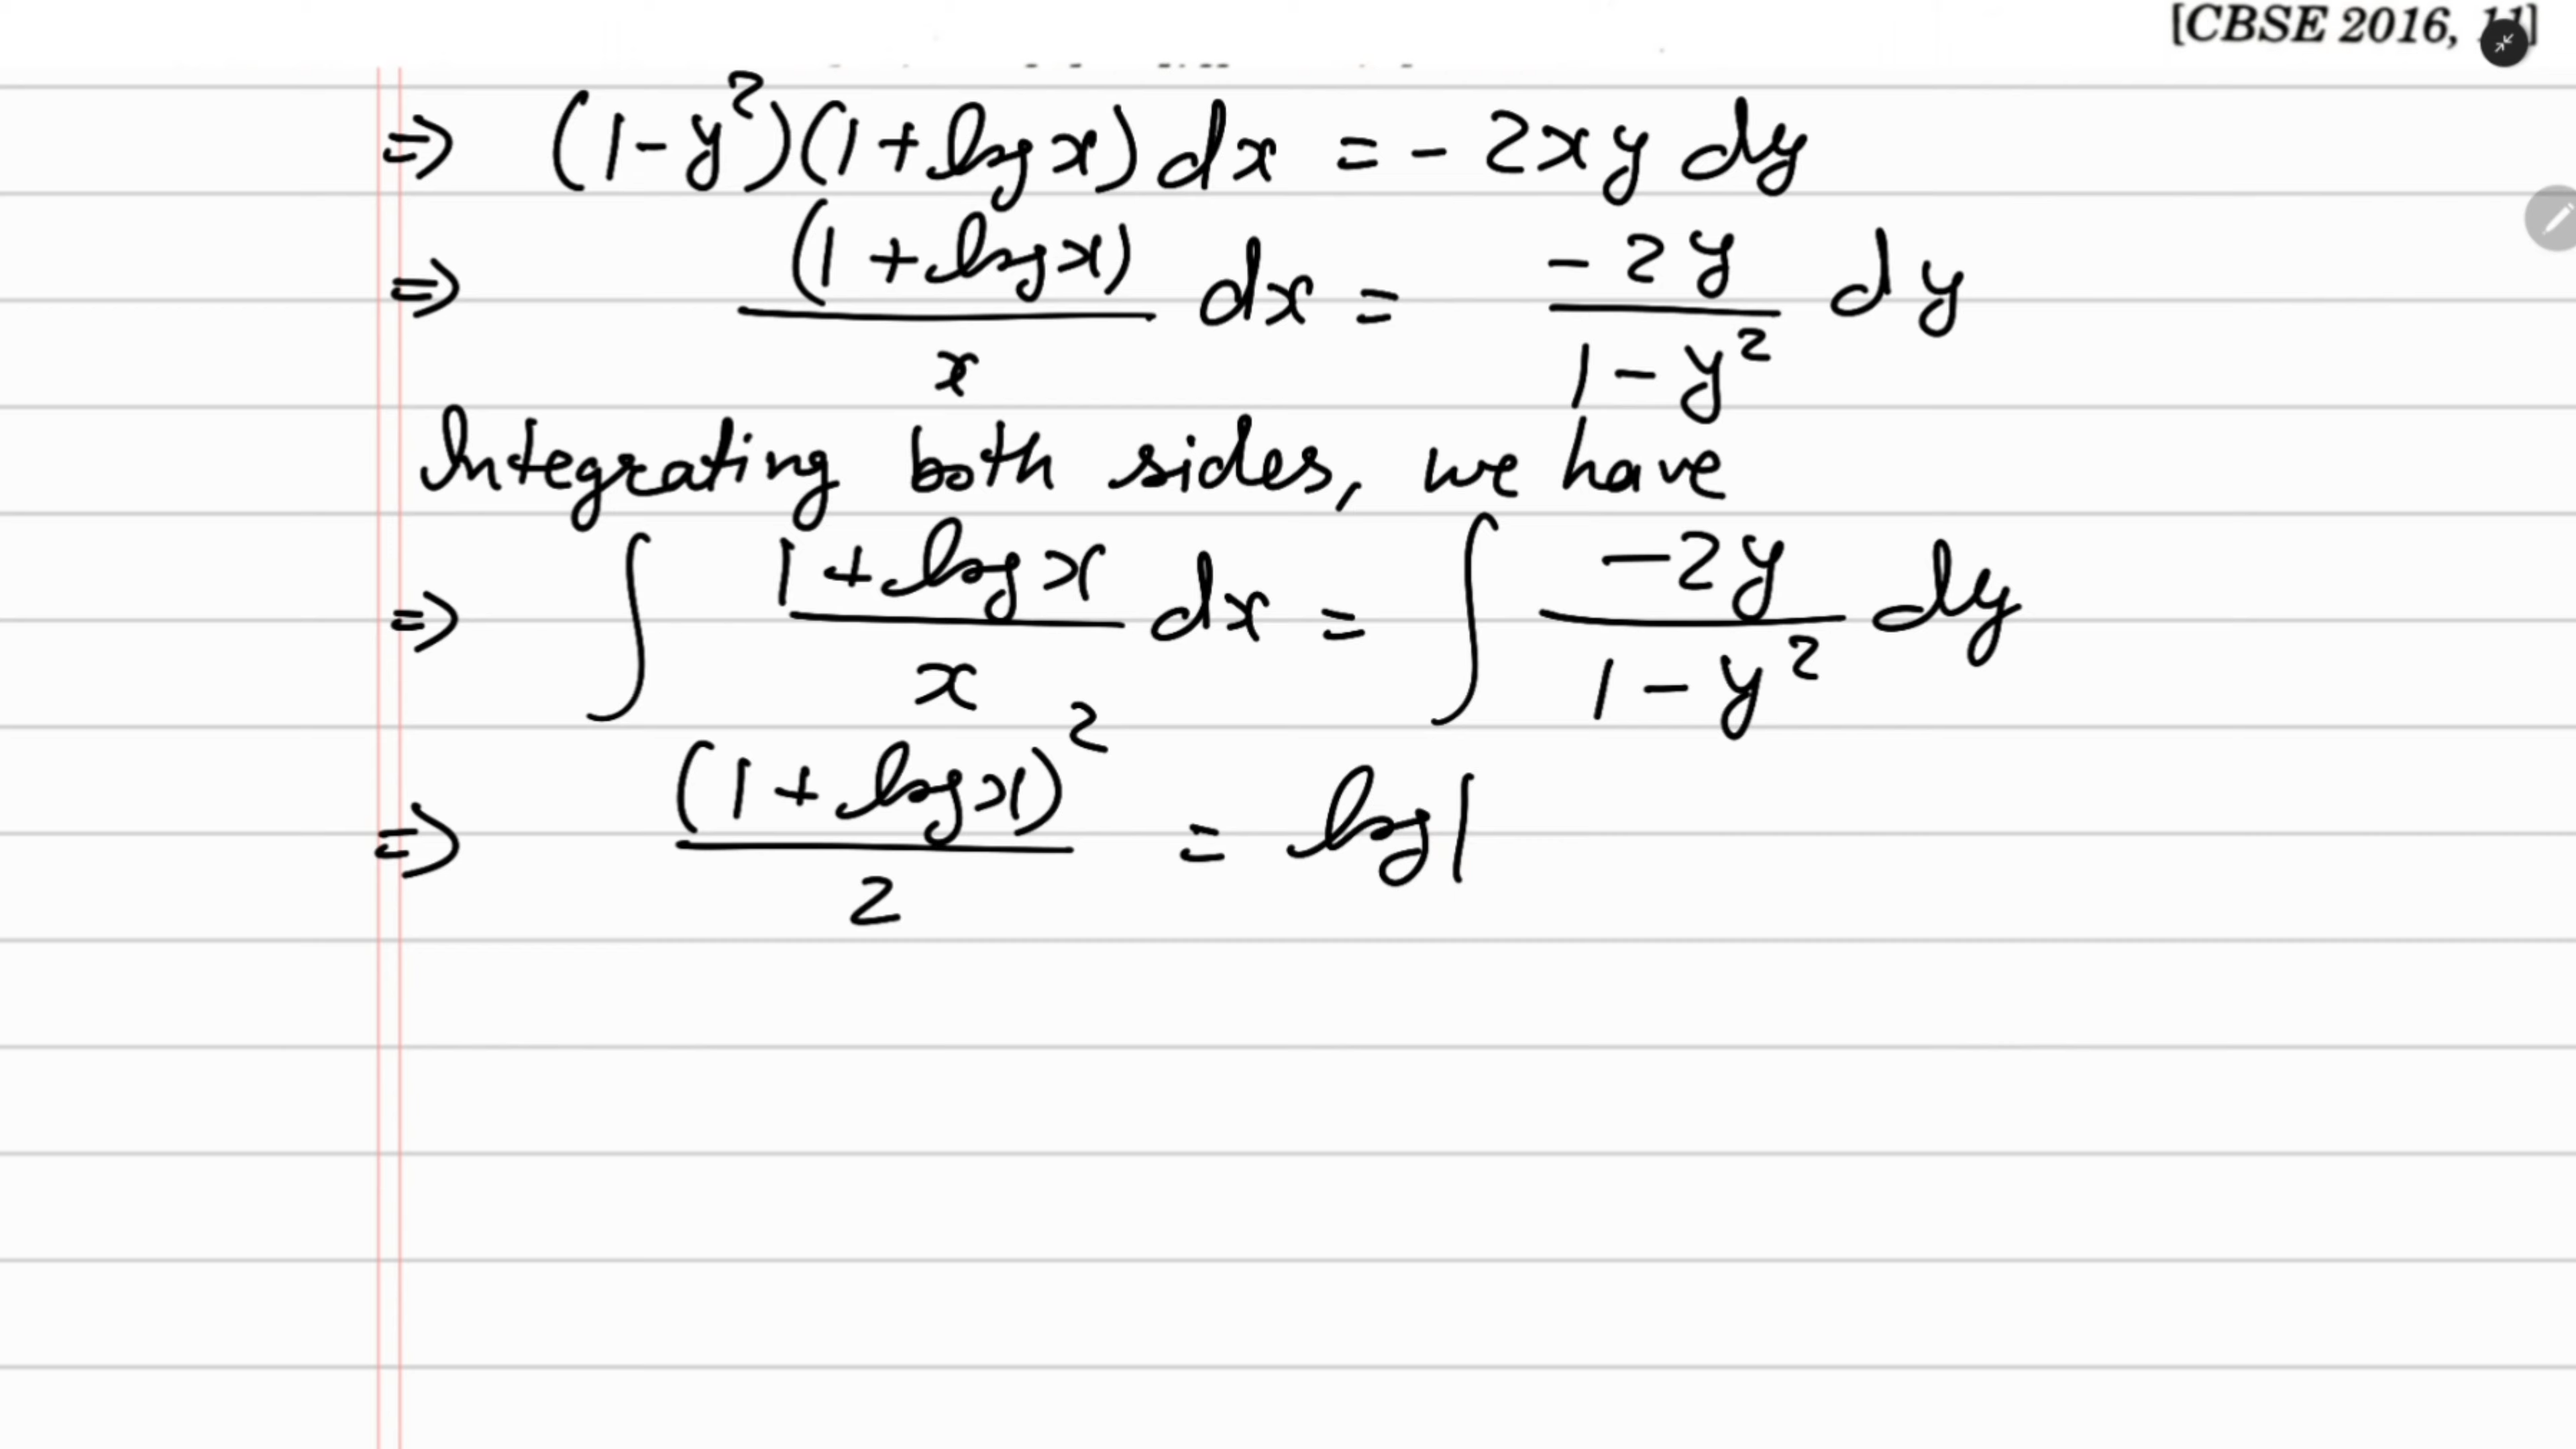 [CBSE 2016,
⇒ (1-y²)(1+log x) dx = - 2xy dy
⇒ (1+log x)/x dx = -2y/(1-y²) dy
Integrating both sides, we have
⇒ ∫ (1+log x)/x dx = ∫ -2y/(1-y²) dy
⇒ (1+log x)²/2 = log|